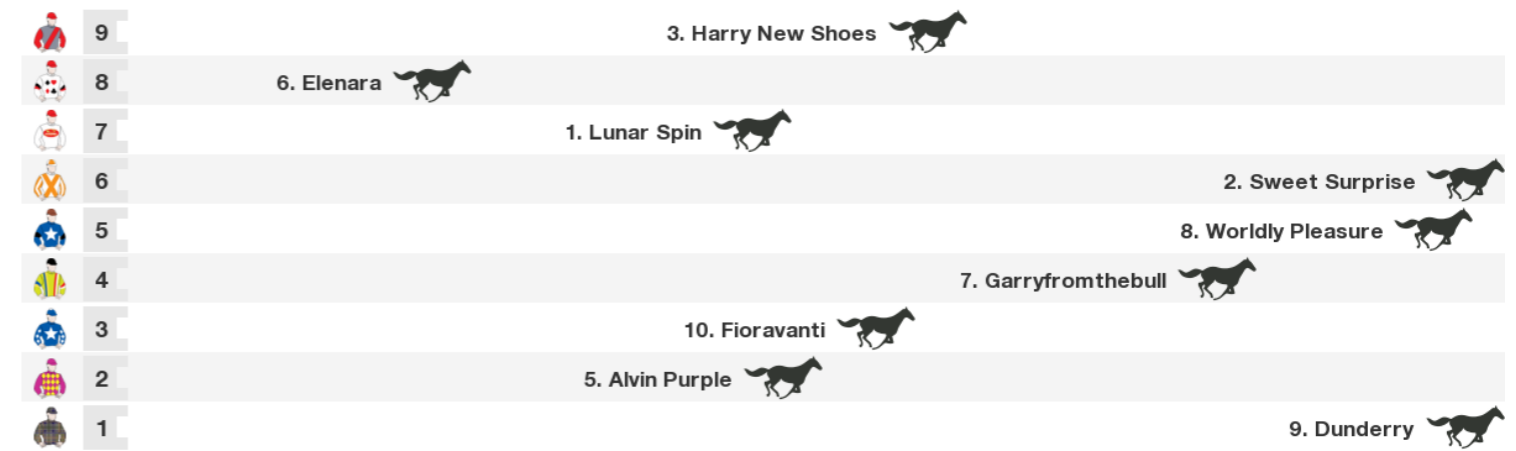 9 3. Harry New Shoes
8 6. Elenara
7 1. Lunar Spin
6 2. Sweet Surprise
5 8. Worldly Pleasure
4 7. Garryfromthebull
3 10. Fioravanti
2 5. Alvin Purple
1 9. Dunderry